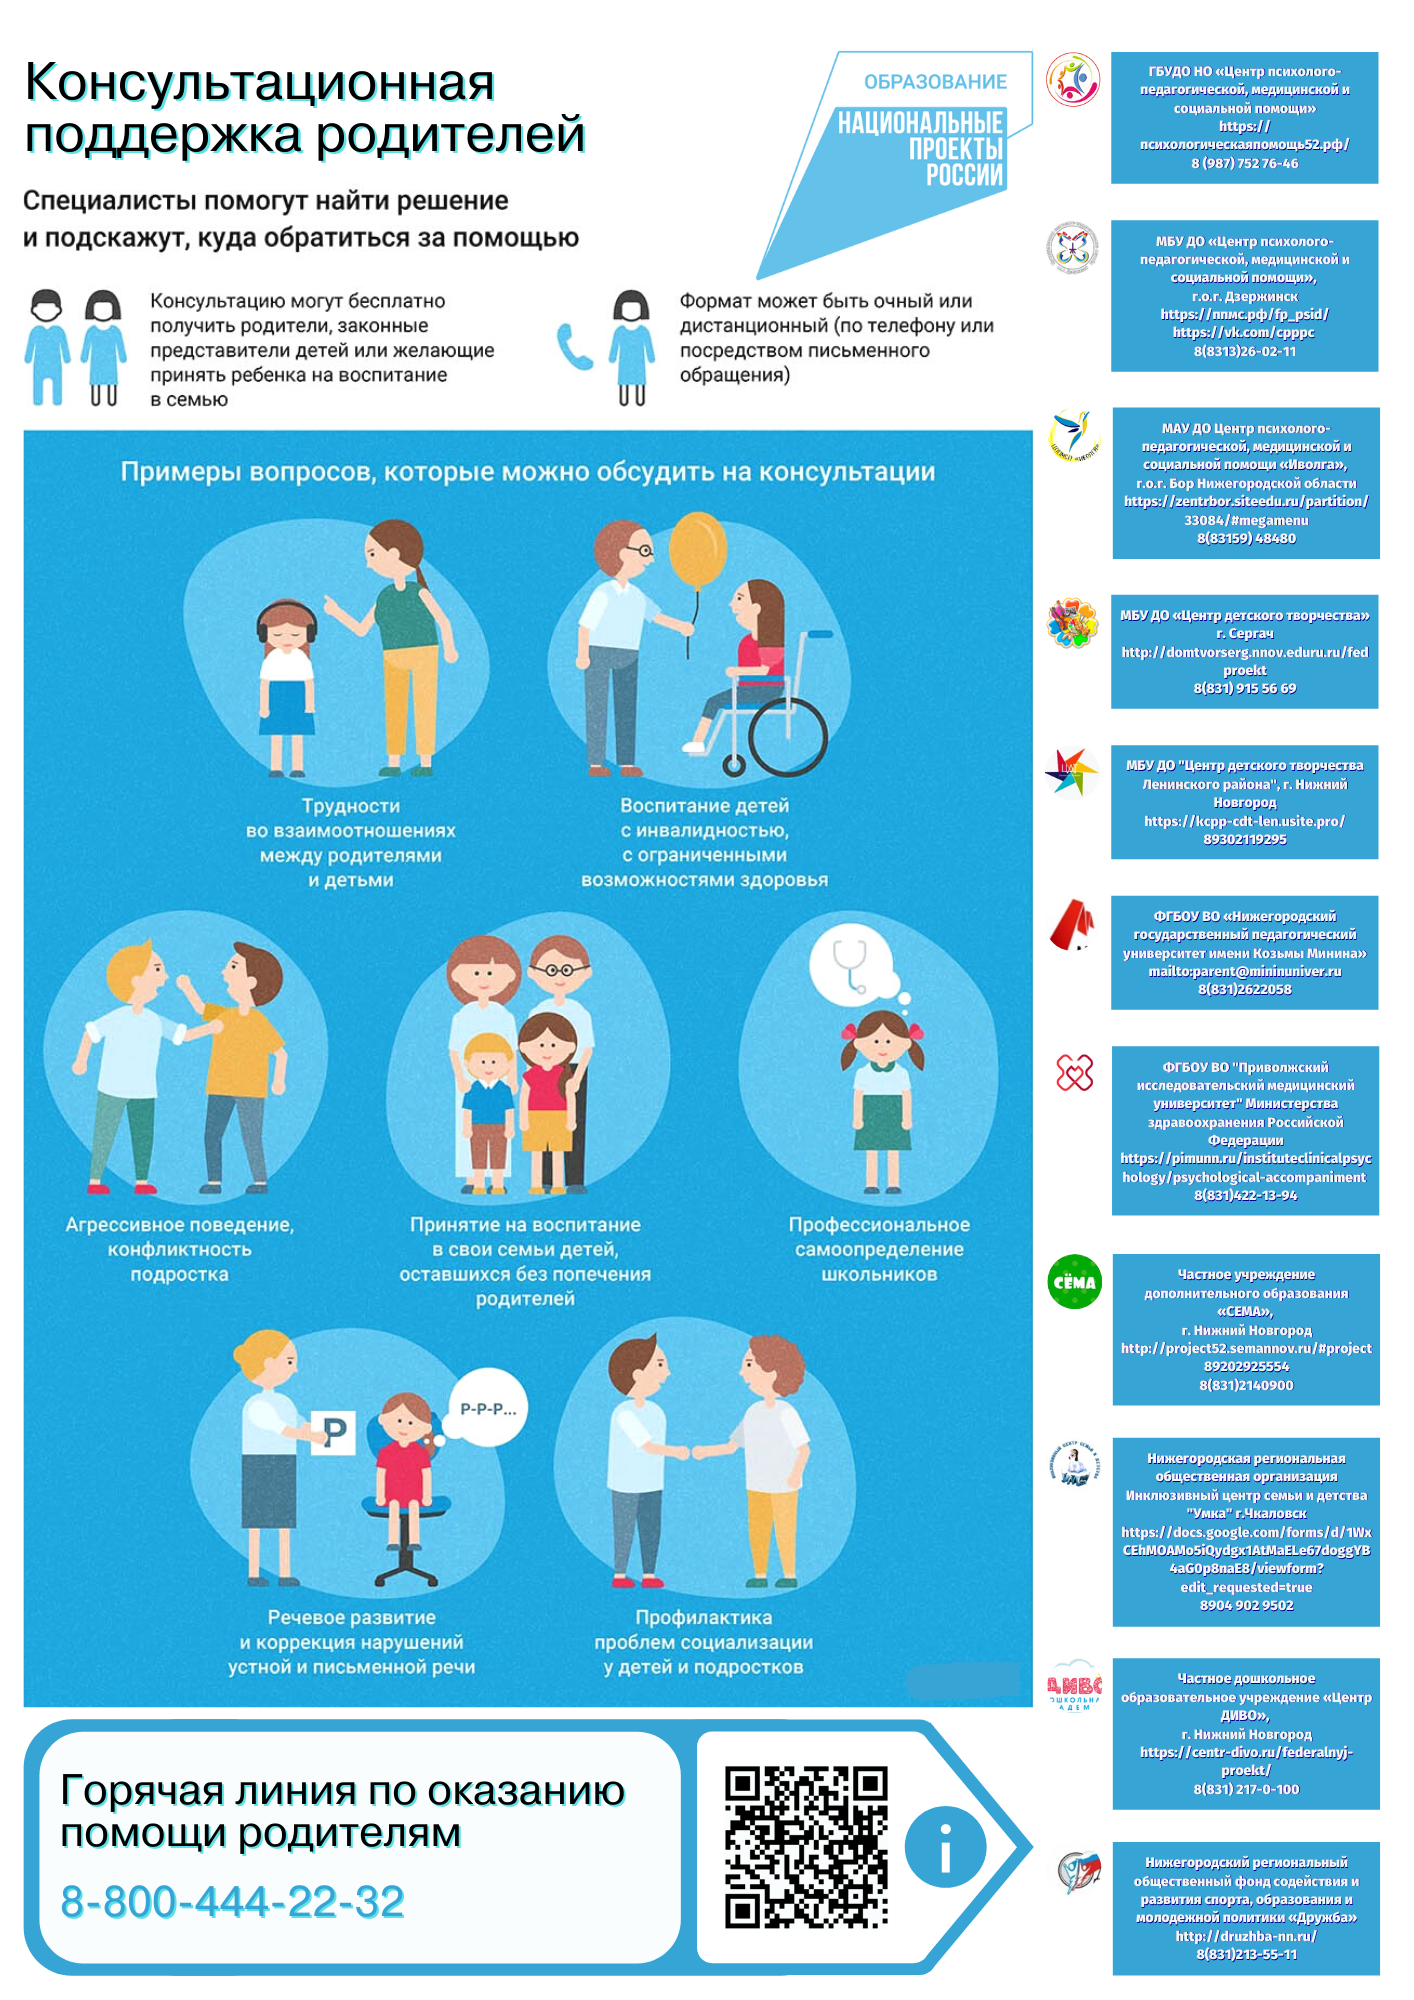 Консультационная
поддержка родителей
Специалисты помогут найти решение
и подскажут, куда обратиться за помощью
ОБРАЗОВАНИЕ
НАЦИОНАЛЬНЫЕ
ПРОЕКТЫ
РОССИИ
Консультацию могут бесплатно
получить родители, законные
представители детей или желающие
принять ребенка на воспитание
в семью
Формат может быть очный или
дистанционный (по телефону или
посредством письменного
обращения)
Примеры вопросов, которые можно обсудить на консультации
Трудности
во взаимоотношениях
между родителями
и детьми
Воспитание детей
с инвалидностью,
с ограниченными
возможностями здоровья
Агрессивное поведение,
конфликтность
подростка
Принятие на воспитание
в свои семьи детей,
оставшихся без попечения
родителей
Профессиональное
самоопределение
школьников
Р
Р-Р-Р...
Речевое развитие
и коррекция нарушений
устной и письменной речи
Профилактика
проблем социализации
у детей и подростков
Горячая линия по оказанию
помощи родителям
8-800-444-22-32
i
ГБУДО НО «Центр психолого-
педагогической, медицинской и
социальной помощи»
https://
психологическаяпомощь52.рф/
8 (987) 752 76-46
МБУ ДО «Центр психолого-
педагогической, медицинской и
социальной помощи»,
г.о.г. Дзержинск
https://ппмс.рф/fp_psid/
https://vk.com/cpppc
8(8313)26-02-11
МАУ ДО Центр психолого-
педагогической, медицинской и
социальной помощи «Иволга»,
г.о.г. Бор Нижегородской области
https://zentrbor.siteedu.ru/partition/
33084/#megamenu
8(83159) 48480
МБУ ДО «Центр детского творчества»
г. Сергач
http://domtvorserg.nnov.eduru.ru/fed
proekt
8(831) 915 56 69
МБУ ДО "Центр детского творчества
Ленинского района", г. Нижний
Новгород
https://kcpp-cdt-len.usite.pro/
89302119295
ФГБОУ ВО «Нижегородский
государственный педагогический
университет имени Козьмы Минина»
mailto:parent@mininuniver.ru
8(831)2622058
ФГБОУ ВО "Приволжский
исследовательский медицинский
университет" Министерства
здравоохранения Российской
Федерации
https://pimunn.ru/instituteclinicalpsyc
hology/psychological-accompaniment
8(831)422-13-94
СЁМА
Частное учреждение
дополнительного образования
«СЕМА»,
г. Нижний Новгород
http://project52.semannov.ru/#project
89202925554
8(831)2140900
Нижегородская региональная
общественная организация
Инклюзивный центр семьи и детства
"Умка" г.Чкаловск
https://docs.google.com/forms/d/1Wx
CEhMOAMo5iQydgx1AtMaELe67doggYB
4aG0p8naE8/viewform?
edit_requested=true
8904 902 9502
Частное дошкольное
образовательное учреждение «Центр
ДИВО»,
г. Нижний Новгород
https://centr-divo.ru/federalnyj-
proekt/
8(831) 217-0-100
Нижегородский региональный
общественный фонд содействия и
развития спорта, образования и
молодежной политики «Дружба»
http://druzhba-nn.ru/
8(831)213-55-11